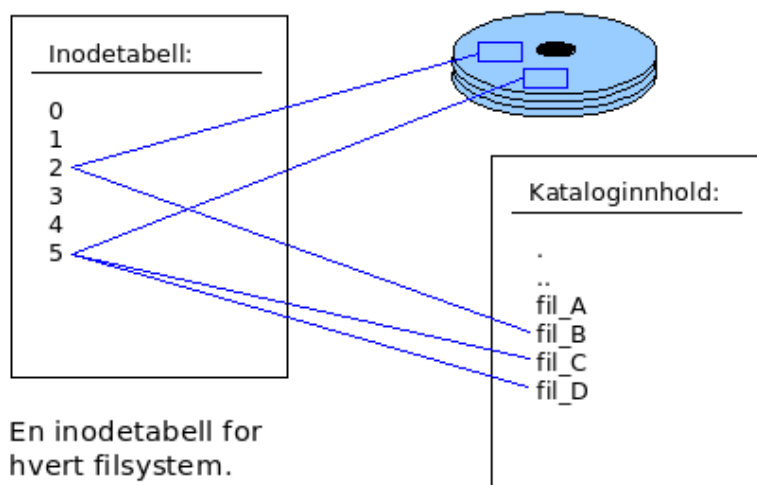 Inodetabell:
0
1
2
3
4
5
Kataloginnhold:
.
..
fil_A
fil_B
fil_C
fil_D
En inodetabell for
hvert filsystem.